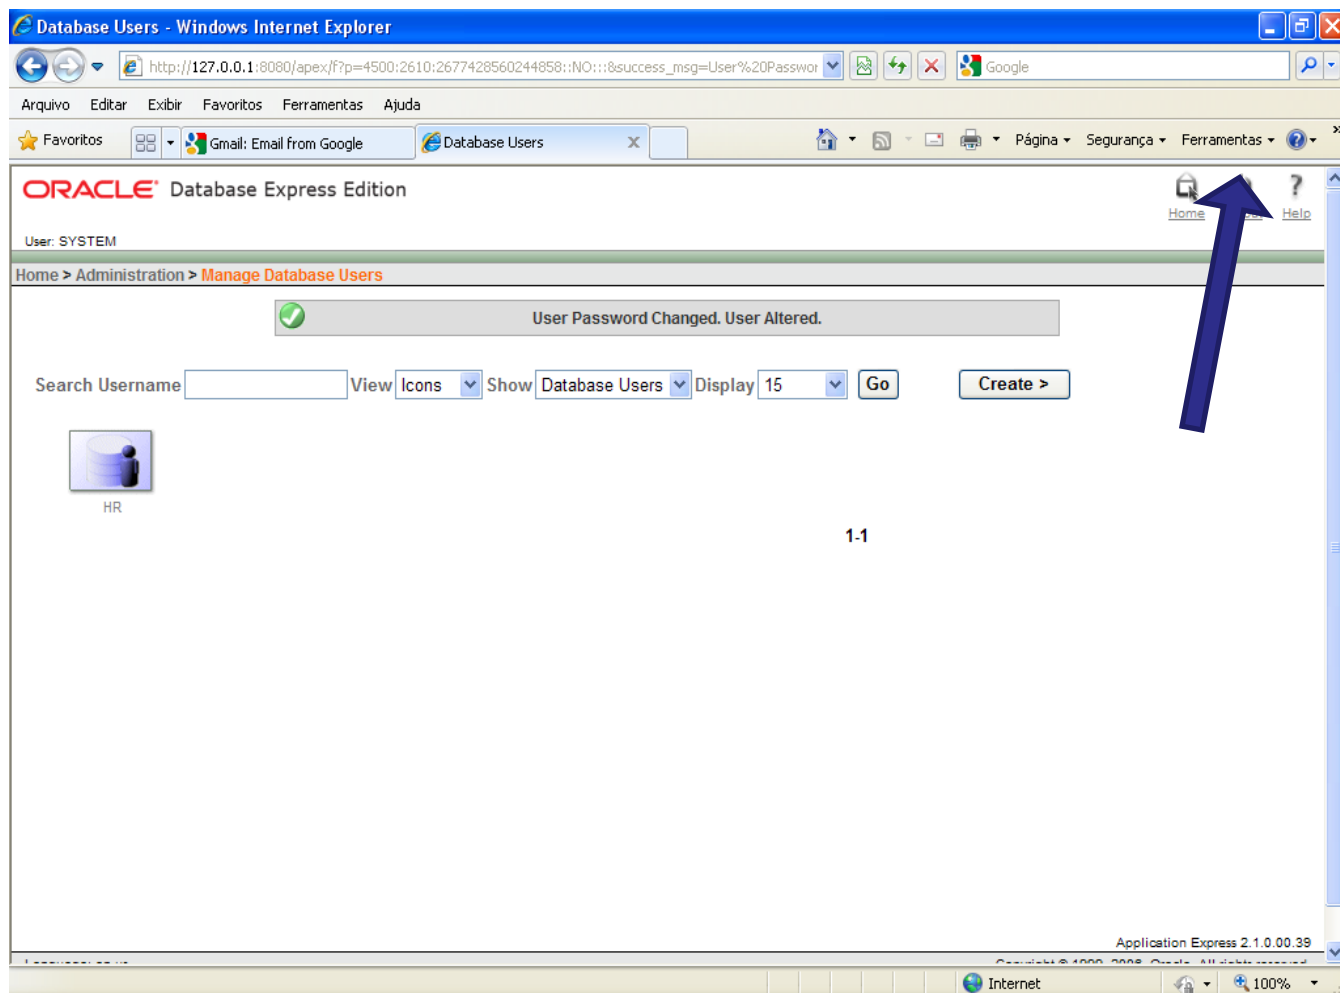 Database Users - Windows Internet Explorer
http://127.0.0.1:8080/apex/f?p=4500:2610:2677428560244858::NO:::&success_msg=User%20Passwor
Google
Arquivo Editar Exibir Favoritos Ferramentas Ajuda
Favoritos Gmail: Email from Google Database Users Página Segurança Ferramentas
ORACLE Database Express Edition
Home Help
User: SYSTEM
Home > Administration > Manage Database Users
User Password Changed. User Altered.
Search Username View Icons Show Database Users Display 15 Go Create >
HR
1-1
Application Express 2.1.0.00.39
Internet 100%